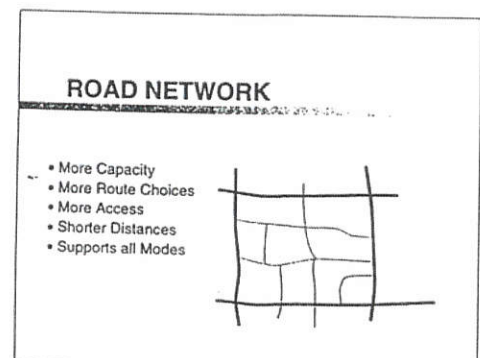 ROAD NETWORK
• More Capacity
• More Route Choices
• More Access
• Shorter Distances
• Supports all Modes